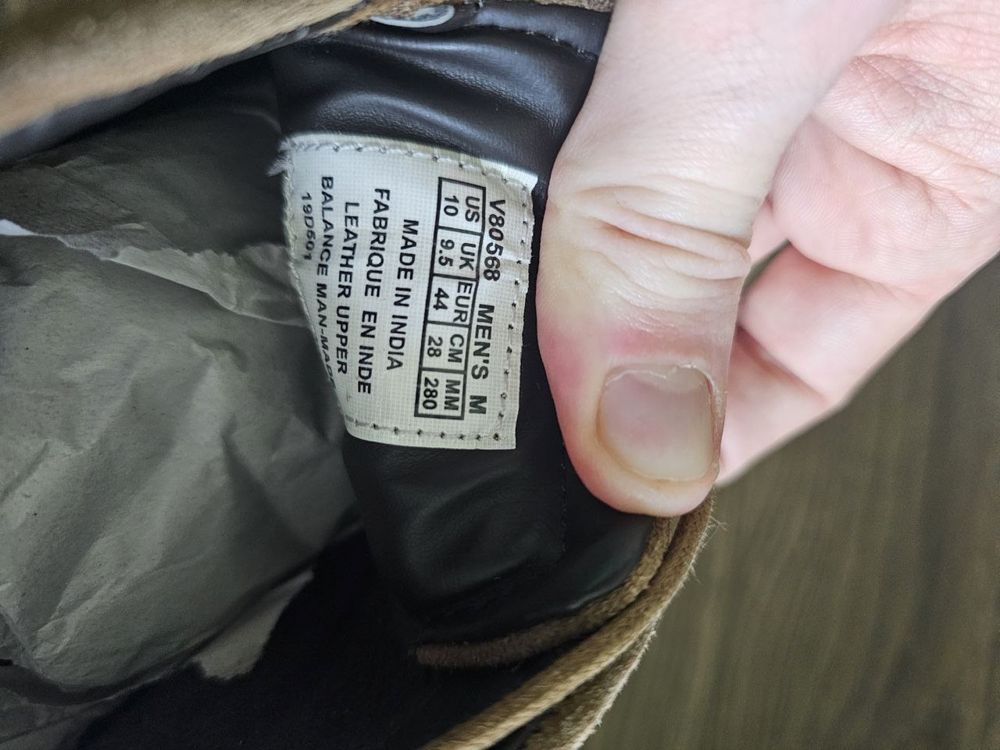 V80568 MEN'S M
US UK EUR CM MM
10 9.5 44 28 280
MADE IN INDIA
FABRIQUE EN INDE
LEATHER UPPER
BALANCE MAN-MADE